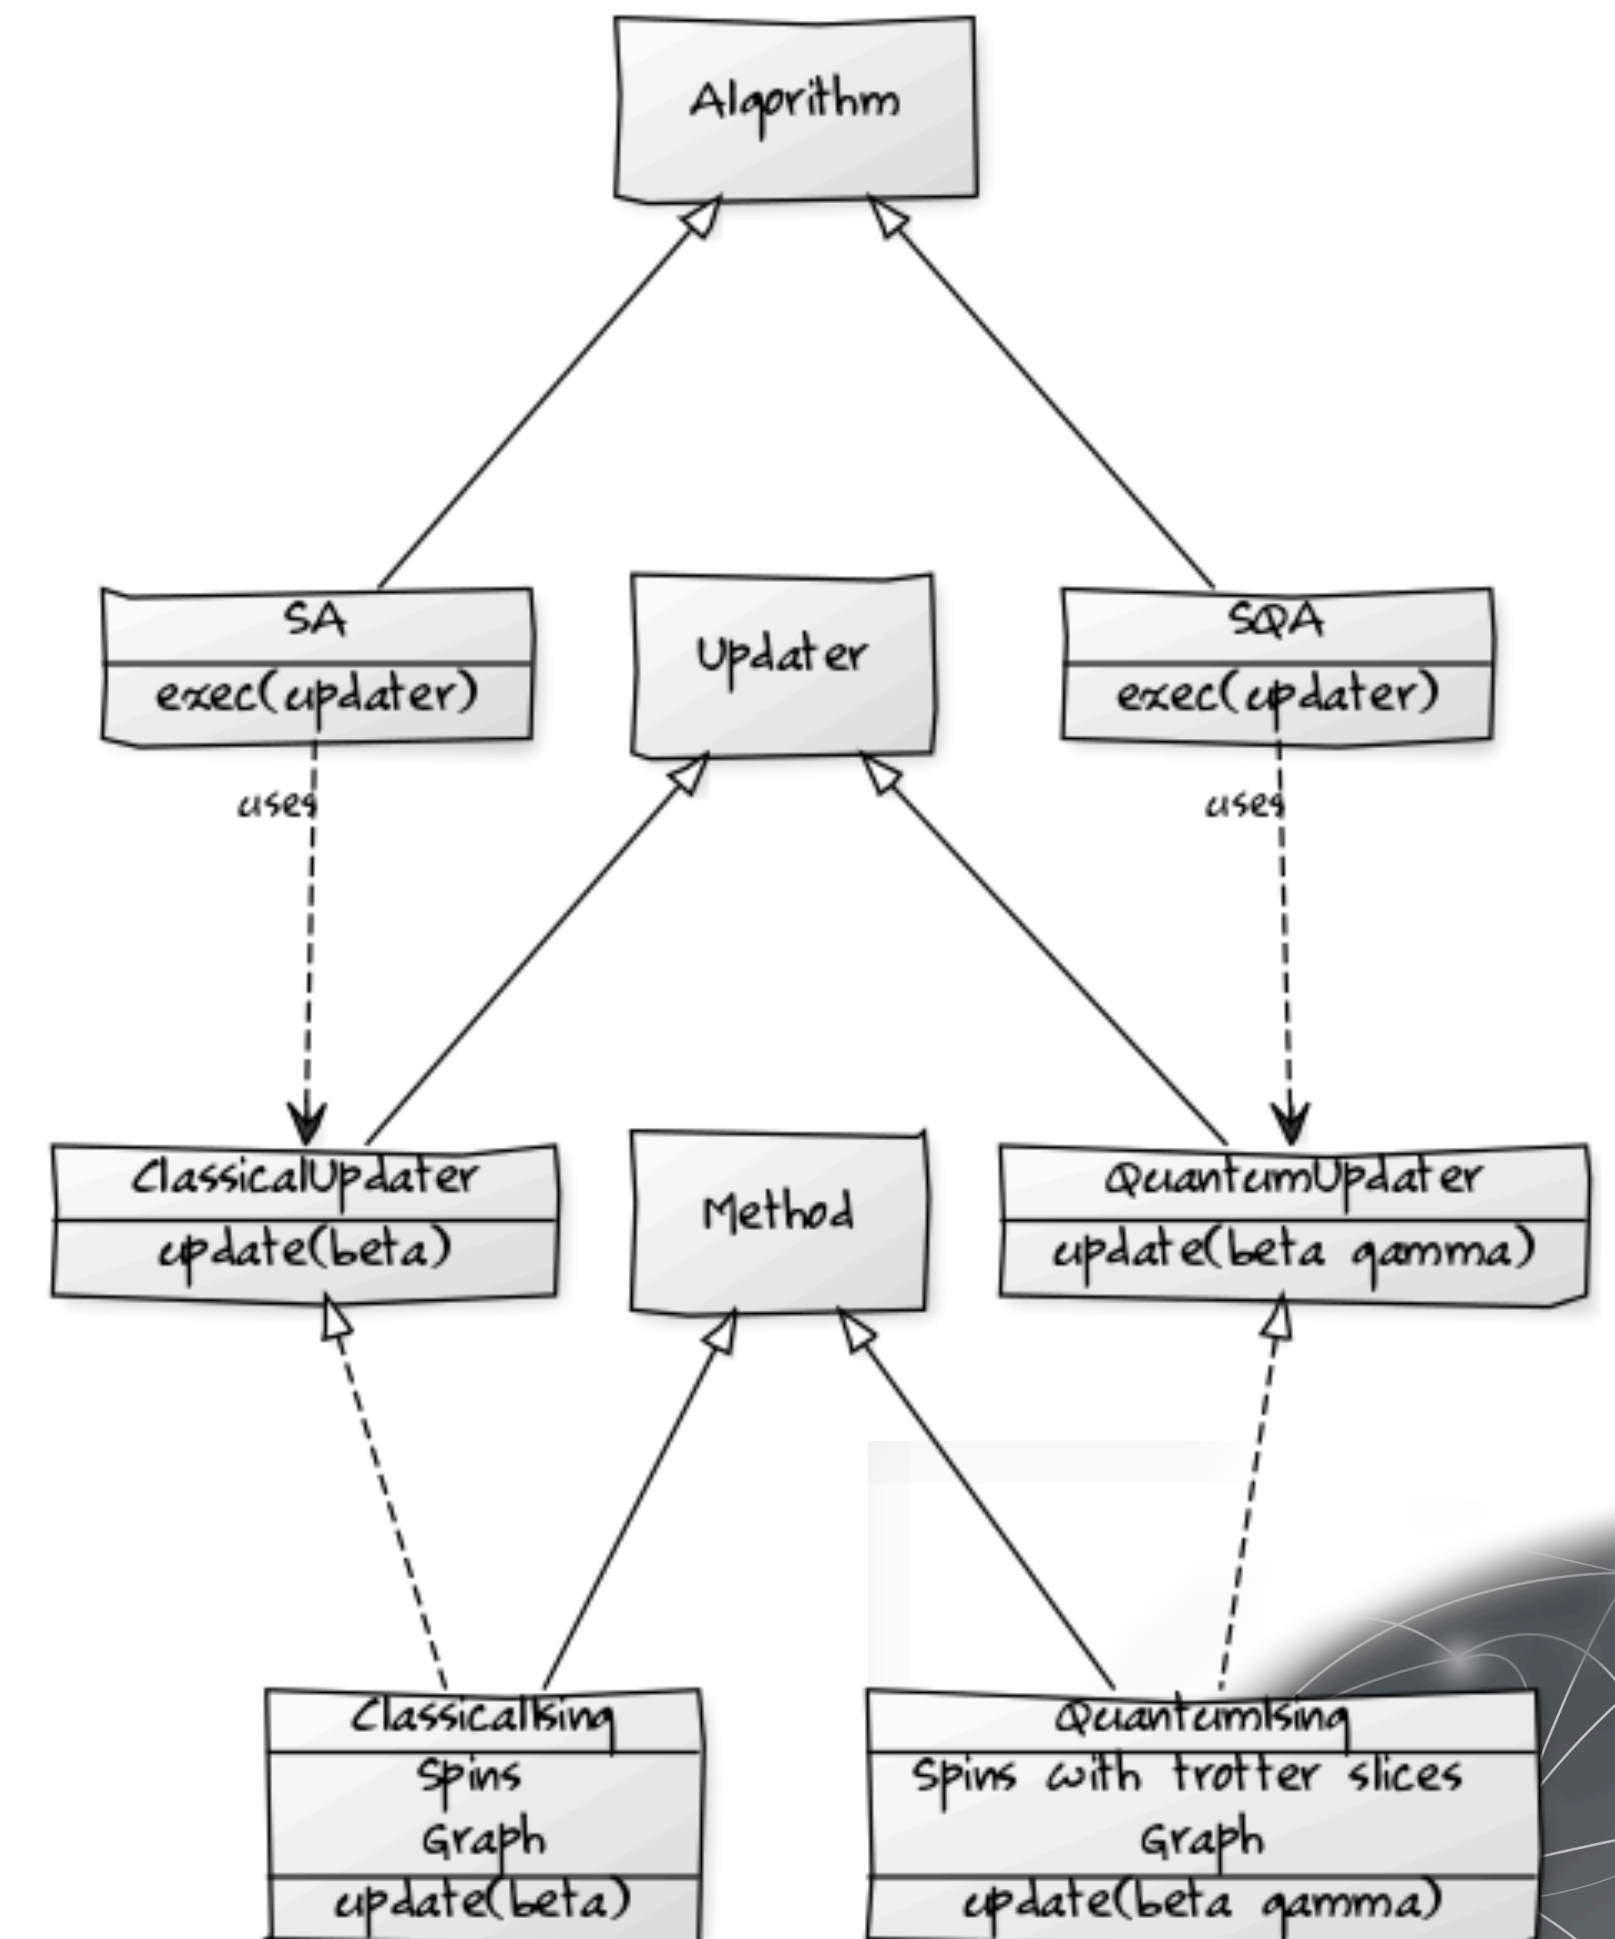 Algorithm
SA
exec(updater)
Updater
SQA
exec(updater)
uses
uses
ClassicalUpdater
update(beta)
Method
QuantumUpdater
update(beta gamma)
ClassicalIsing
Spins
Graph
update(beta)
QuantumIsing
Spins with trotter slices
Graph
update(beta gamma)